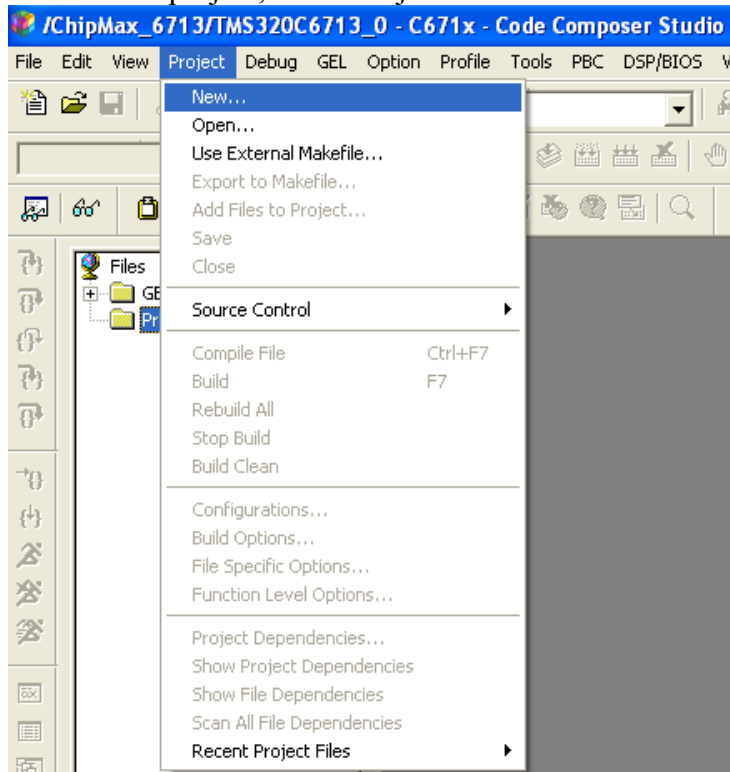 /ChipMax_6713/TMS320C6713_0 - C671x - Code Composer Studio
File Edit View Project Debug GEL Option Profile Tools PBC DSP/BIOS
New...
Open...
Use External Makefile...
Export to Makefile...
Add Files to Project...
Save
Files
Close
GE
Source Control
Pr
Compile File Ctrl+F7
Build F7
Rebuild All
Stop Build
Build Clean
Configurations...
Build Options...
File Specific Options...
Function Level Options...
Project Dependencies...
Show Project Dependencies
Show File Dependencies
Scan All File Dependencies
Recent Project Files